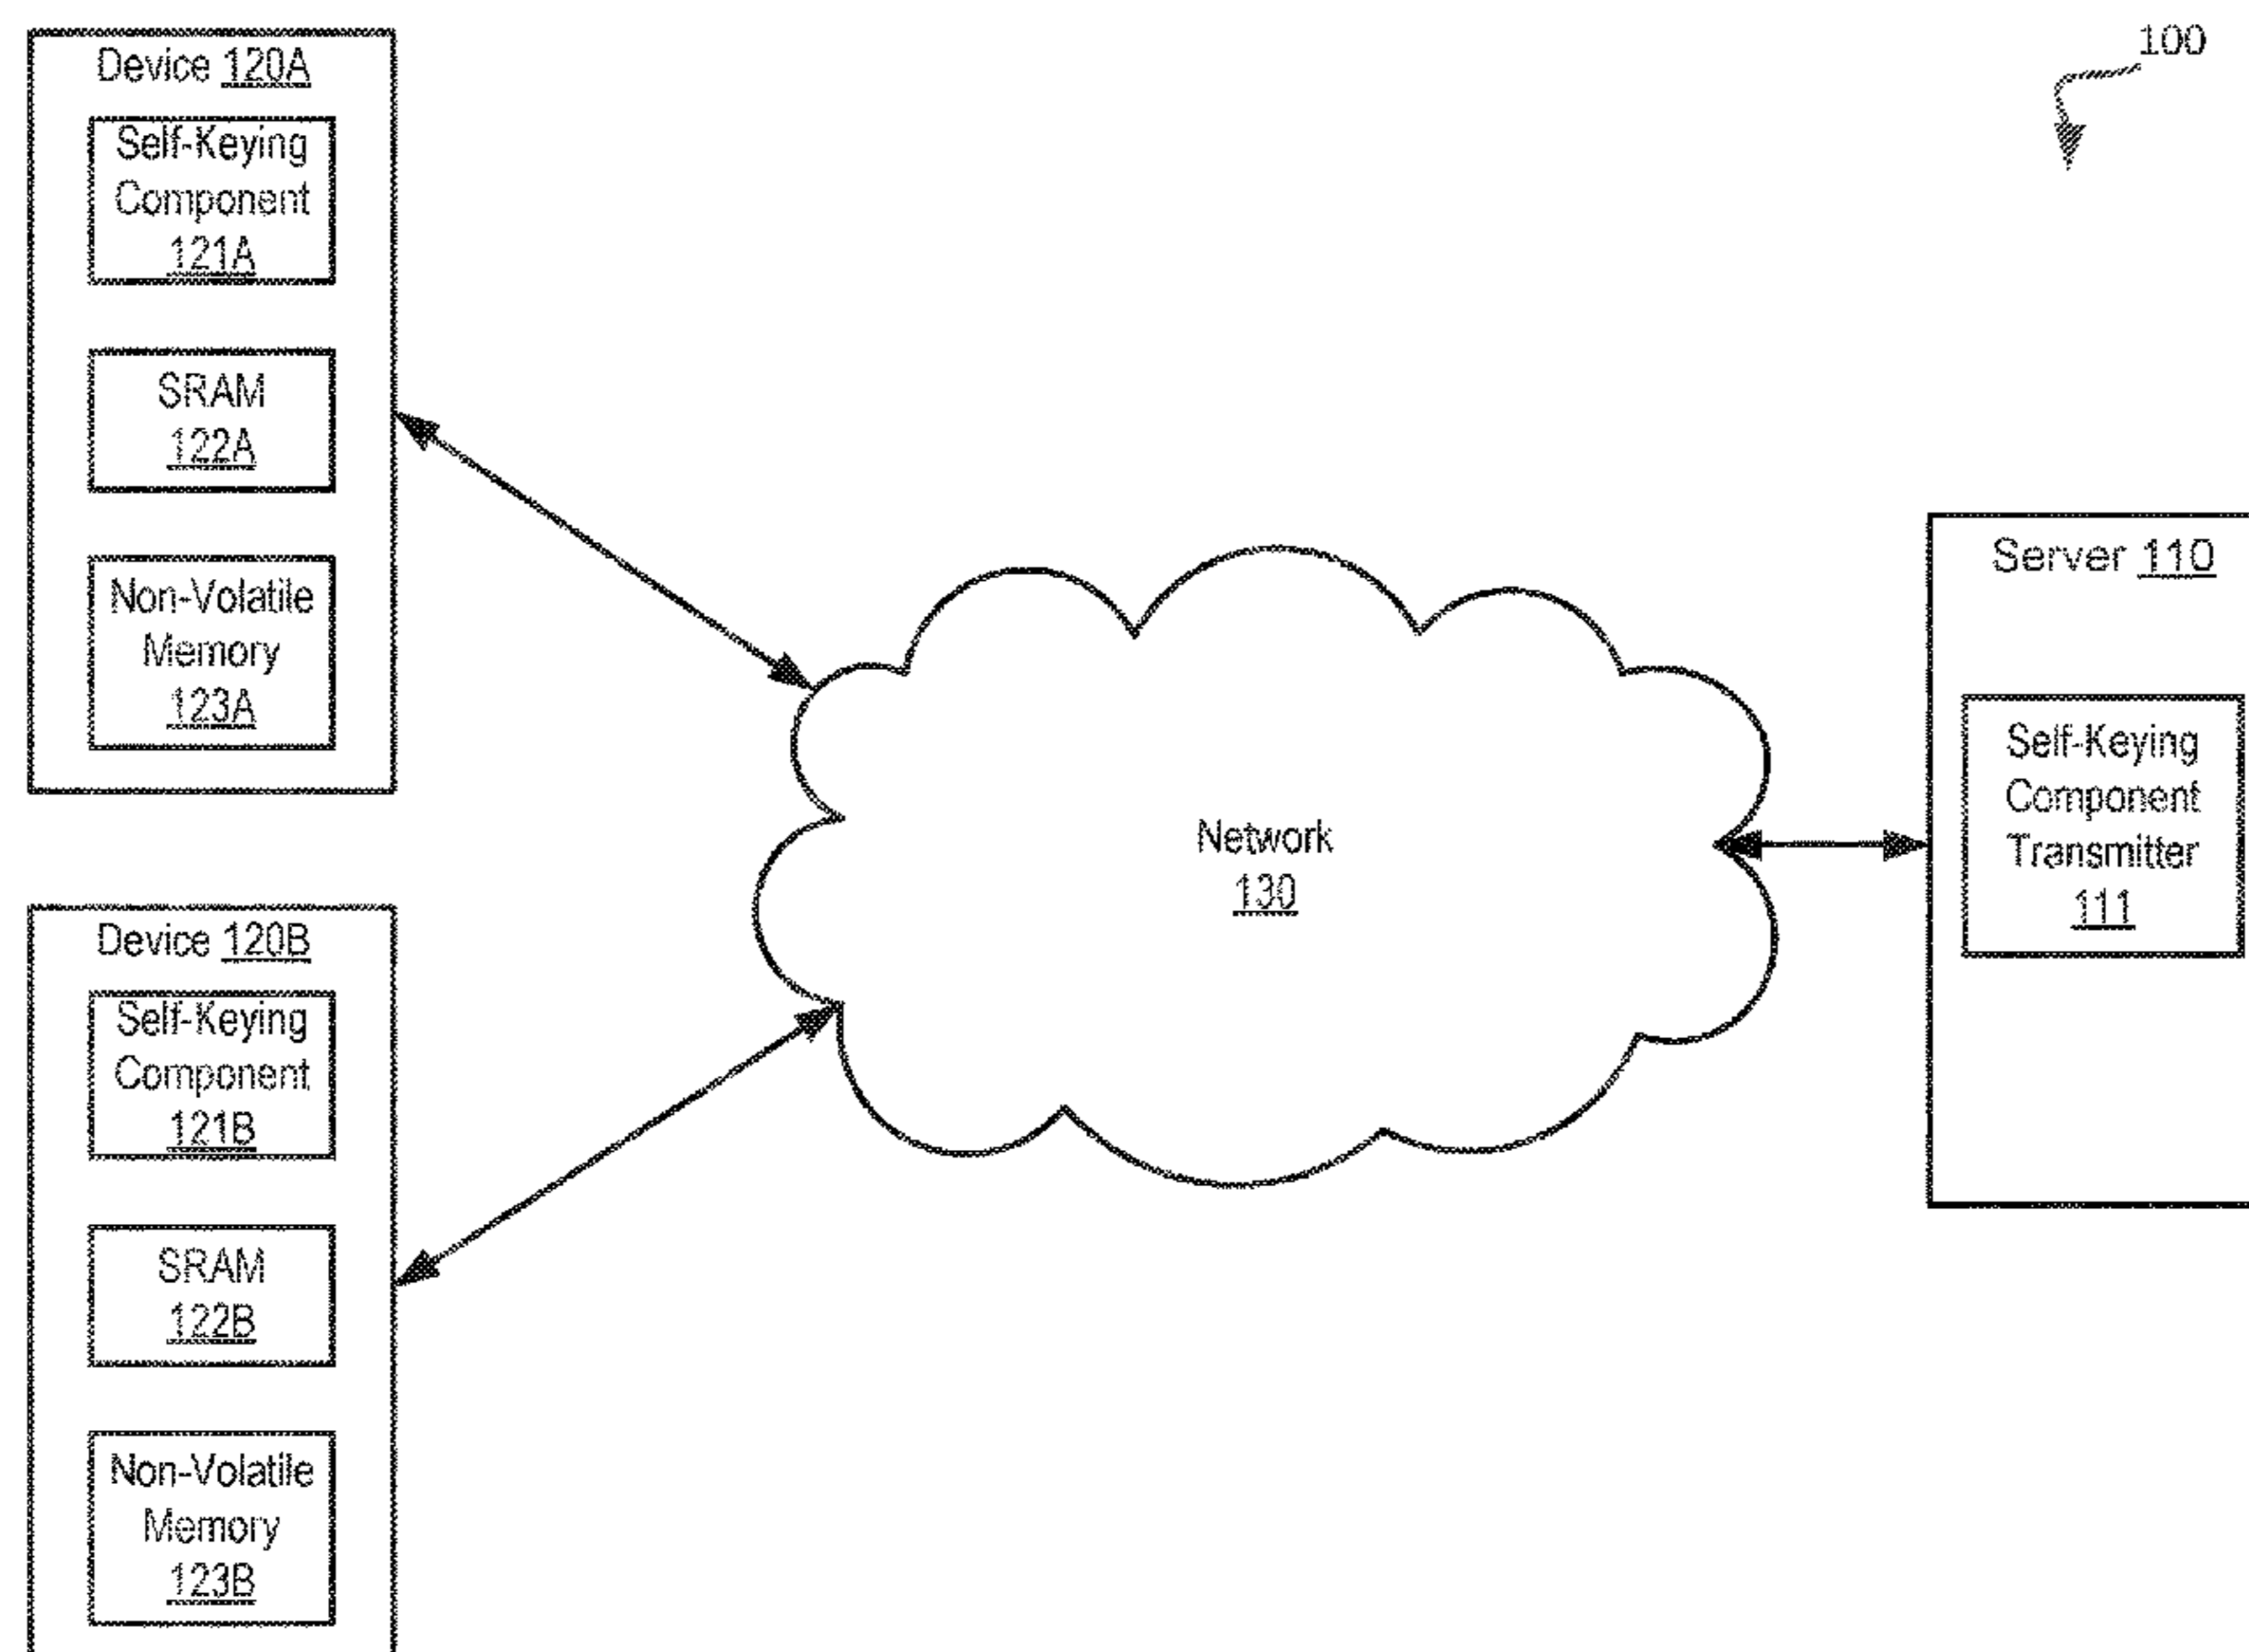 100
Device 120A
Self-Keying
Component
121A
SRAM
122A
Non-Volatile
Memory
123A
Device 120B
Self-Keying
Component
121B
SRAM
122B
Non-Volatile
Memory
123B
Network
130
Server 110
Self-Keying
Component
Transmitter
111